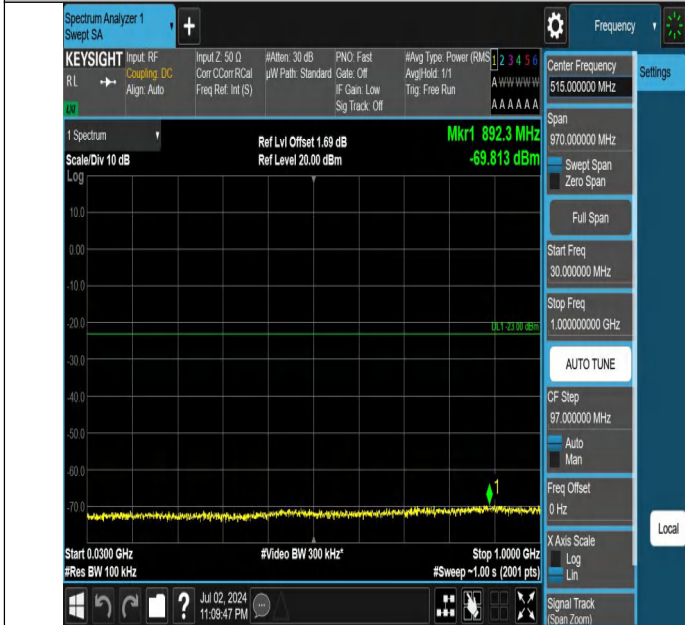 Spectrum Analyzer 1
Swept SA
+
Frequency
KEYSIGHT
RL
Input: RF
Coupling: DC
Align: Auto
Input Z: 50 Ω
Corr CCorr RCal
Freq Ref: Int (S)
#Atten: 30 dB
µW Path: Standard
PNO: Fast
Gate: Off
IF Gain: Low
Sig Track: Off
#Avg Type: Power (RMS
Avg|Hold: 1/1
Trig: Free Run
1 2 3 4 5 6
A W W W W W
A A A A A A
Center Frequency
515.000000 MHz
Settings
Span
970.000000 MHz
Swept Span
Zero Span
Full Span
Start Freq
30.000000 MHz
Stop Freq
1.000000000 GHz
AUTO TUNE
CF Step
97.000000 MHz
Auto
Man
Freq Offset
0 Hz
X Axis Scale
Log
Lin
Signal Track
(Span Zoom)
Local
1 Spectrum
Scale/Div 10 dB
Log
Ref Lvl Offset 1.69 dB
Ref Level 20.00 dBm
Mkr1 892.3 MHz
-69.813 dBm
10.0
0.00
-10.0
-20.0
DL1 -23.00 dBm
-30.0
-40.0
-50.0
-60.0
-70.0
1
Start 0.0300 GHz
#Res BW 100 kHz
#Video BW 300 kHz*
Stop 1.0000 GHz
#Sweep ~1.00 s (2001 pts)
?
Jul 02, 2024
11:09:47 PM